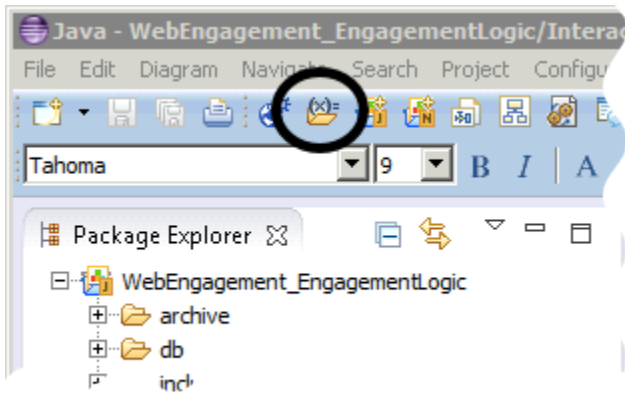 Java - WebEngagement_EngagementLogic/Interac
File Edit Diagram Navigate Search Project Configu
(x)=
Tahoma 9 B I A
Package Explorer
WebEngagement_EngagementLogic
archive
db